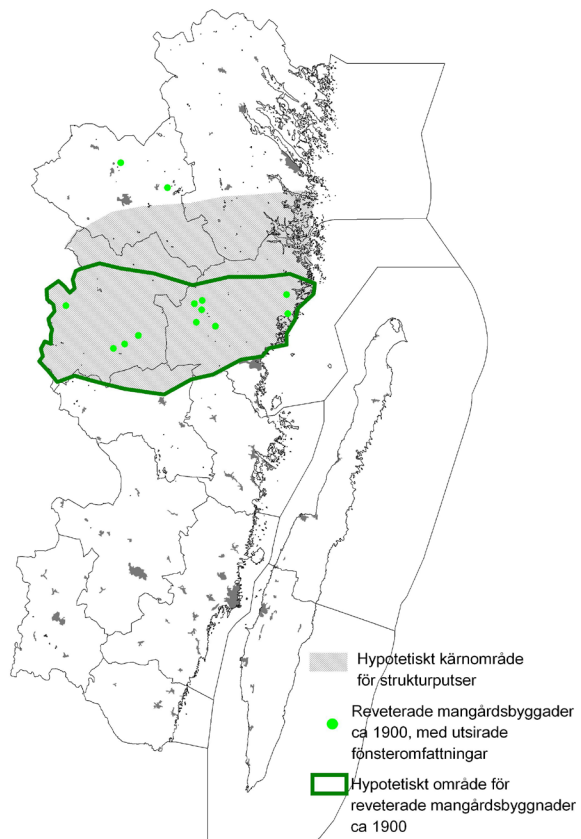 Hypotetiskt kärnområde
för strukturputser
Reveterade mangårdsbyggader
ca 1900, med utsirade
fönsteromfattningar
Hypotetiskt område för
reveterade mangårdsbyggnader
ca 1900